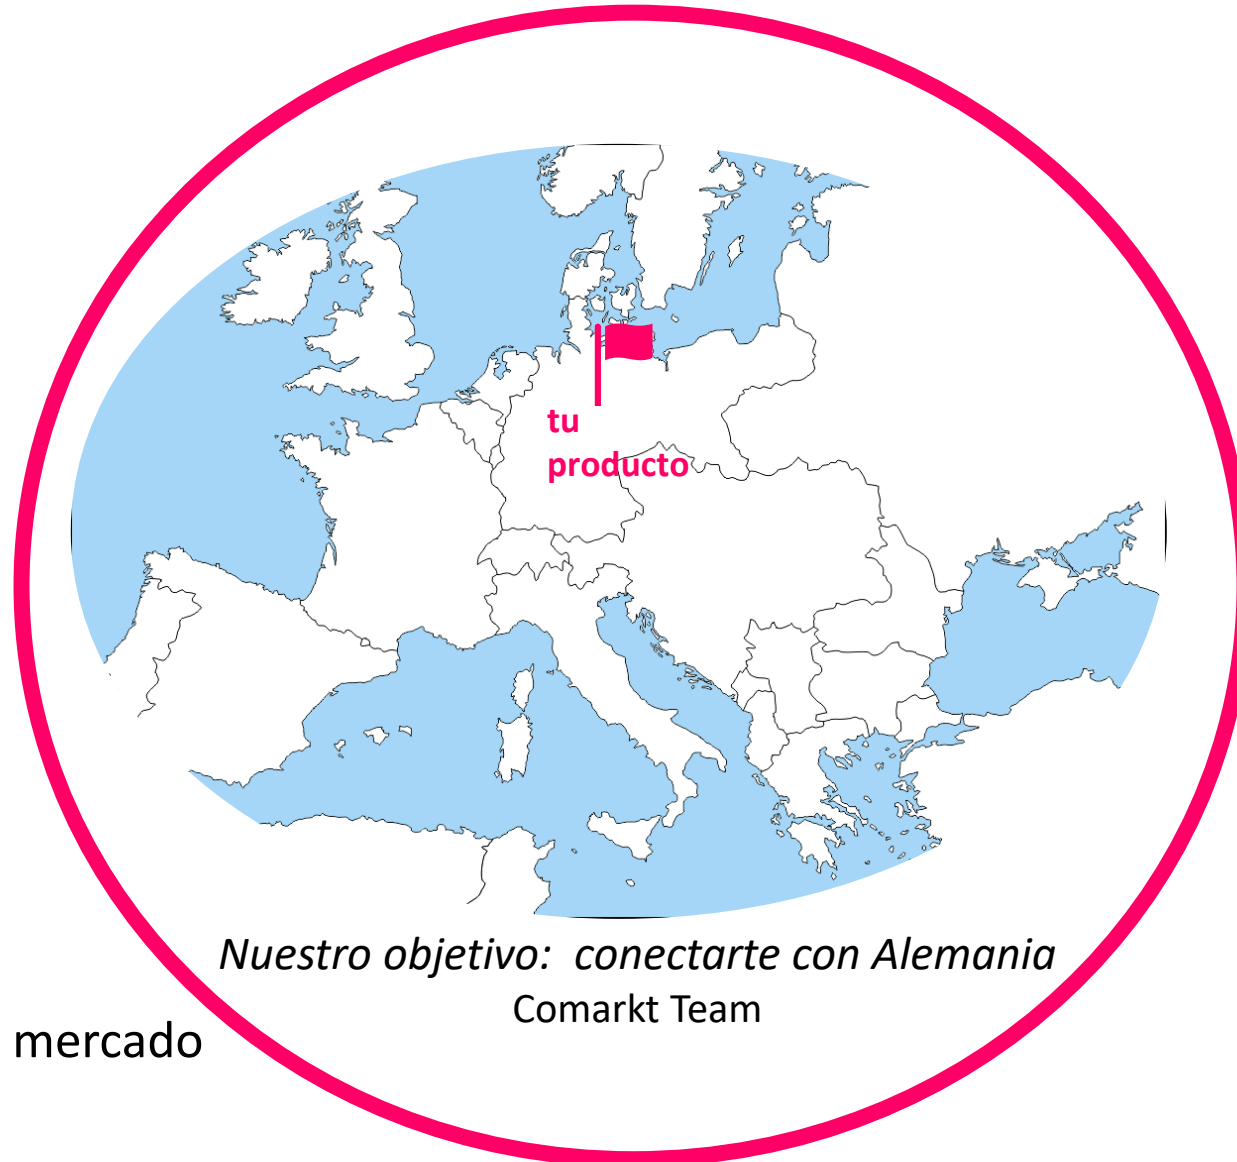 tu
producto
Nuestro objetivo:  conectarte con Alemania
Comarkt Team
mercado